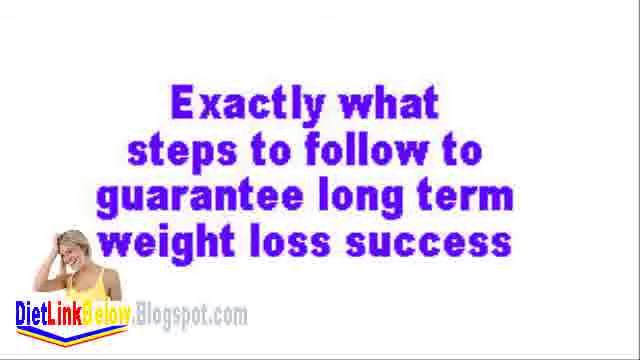 Exactly what
steps to follow to
guarantee long term
weight loss success
DietLinkBelow.Blogspot.com